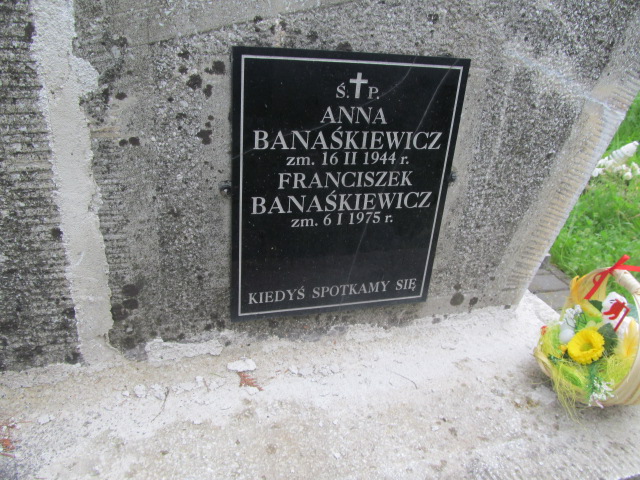 Ś.✝P.
ANNA
BANAŚKIEWICZ
zm. 16 II 1944 r.
FRANCISZEK
BANAŚKIEWICZ
zm. 6 I 1975 r.
KIEDYŚ SPOTKAMY SIĘ